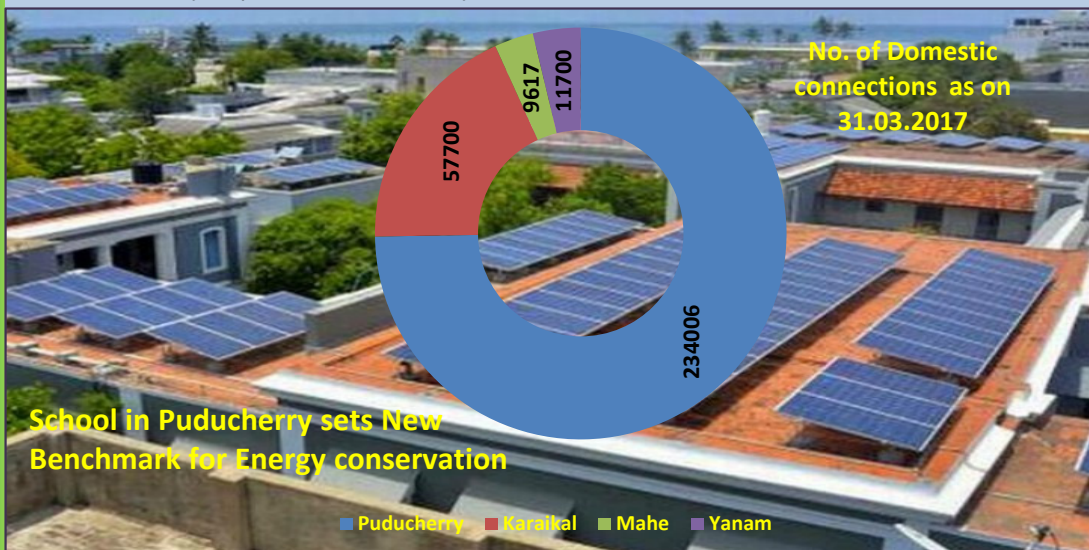 No. of Domestic
connections as on
31.03.2017
9617
11700
57700
234006
School in Puducherry sets New
Benchmark for Energy conservation
Puducherry Karaikal Mahe Yanam